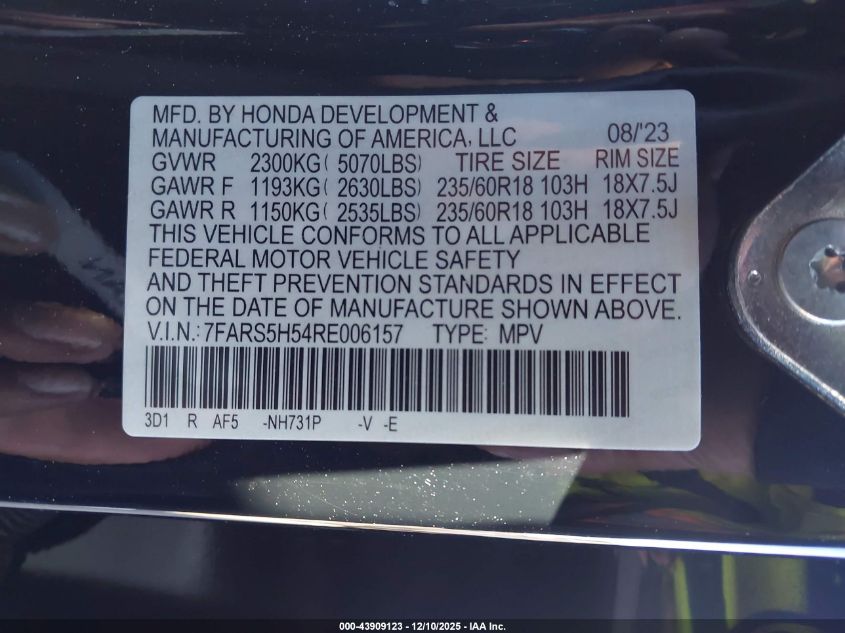 MFD. BY HONDA DEVELOPMENT &
MANUFACTURING OF AMERICA, LLC 08/'23
GVWR 2300KG( 5070LBS) TIRE SIZE RIM SIZE
GAWR F 1193KG( 2630LBS) 235/60R18 103H 18X7.5J
GAWR R 1150KG( 2535LBS) 235/60R18 103H 18X7.5J
THIS VEHICLE CONFORMS TO ALL APPLICABLE
FEDERAL MOTOR VEHICLE SAFETY
AND THEFT PREVENTION STANDARDS IN EFFECT
ON THE DATE OF MANUFACTURE SHOWN ABOVE.
V.I.N.: 7FARS5H54RE006157 TYPE: MPV
3D1 R AF5 -NH731P -V -E
000-43909123 - 12/10/2025 - IAA Inc.